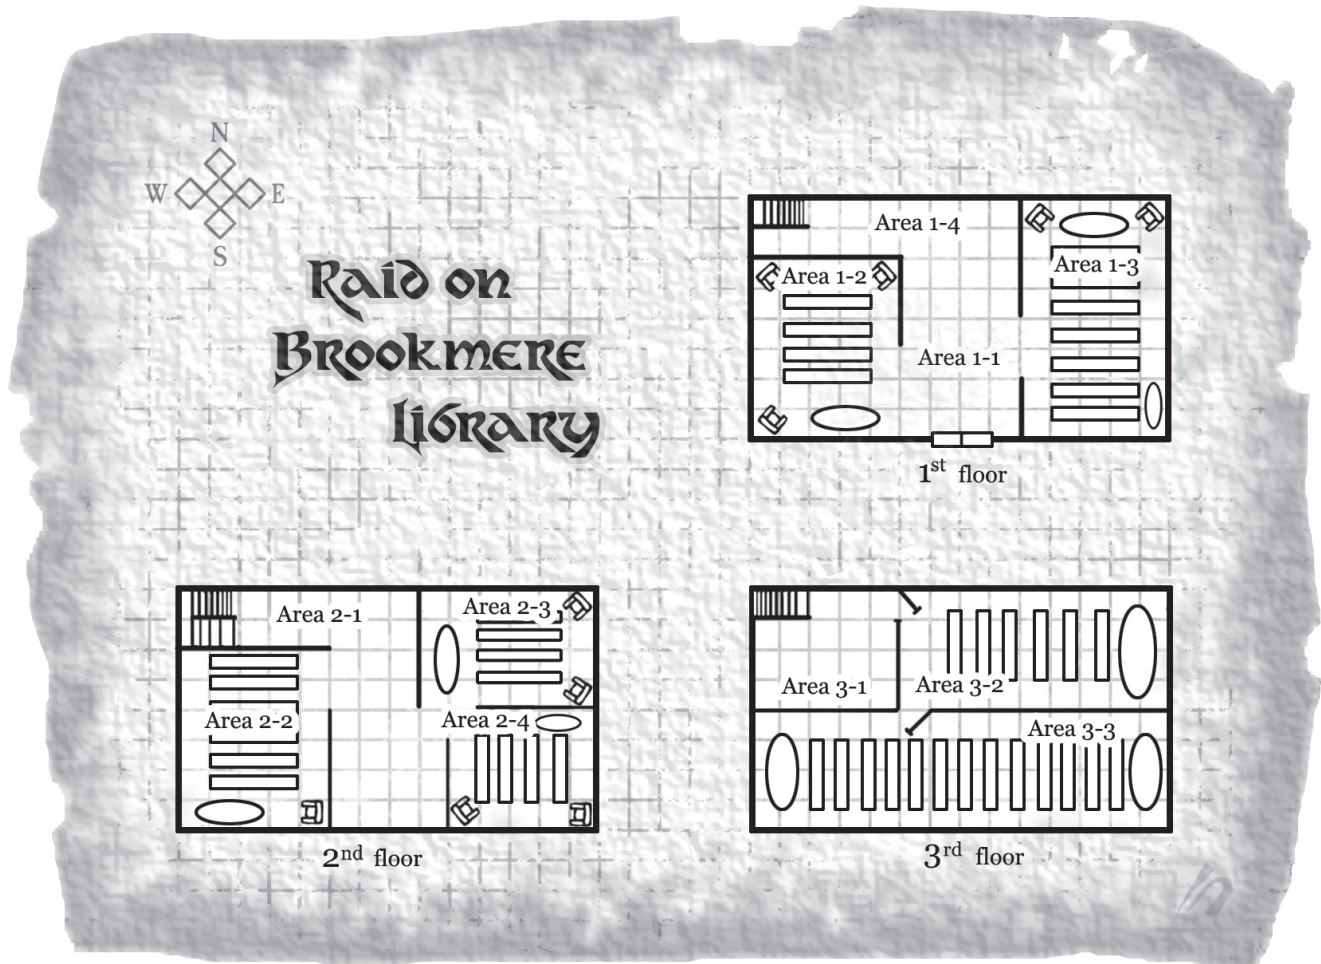 N
W E
S
Raid on
Brookmere
Library
Area 1-4
Area 1-3
Area 1-2
Area 1-1
1st floor
Area 2-1
Area 2-3
Area 2-2
Area 2-4
2nd floor
Area 3-1
Area 3-2
Area 3-3
3rd floor